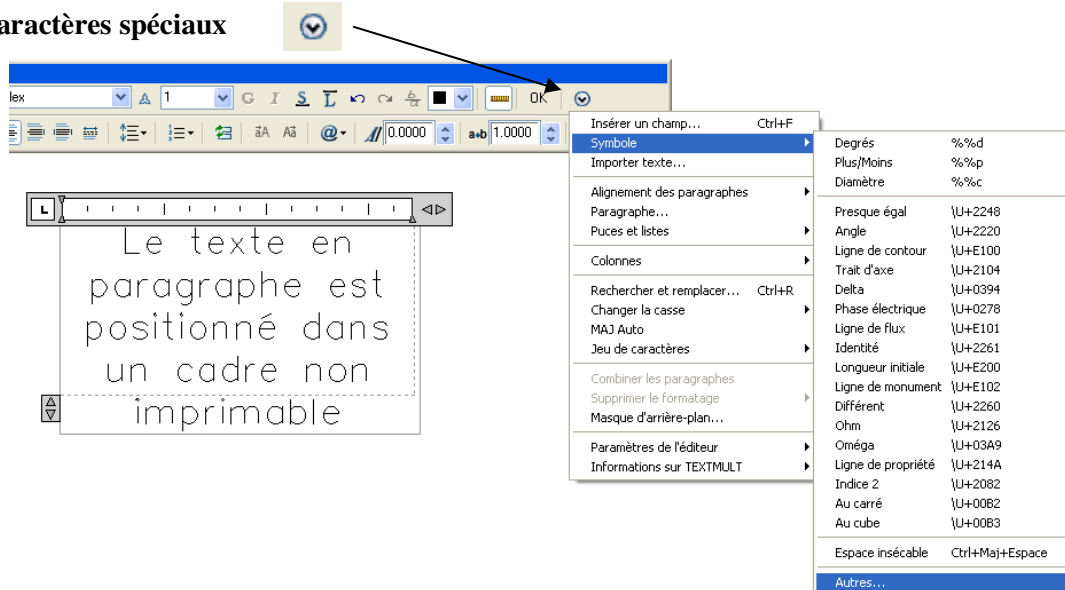 aractères spéciaux
lex A 1 G I S L OK
āA Aā @ 0.0000 a•b 1.0000
L
Le texte en
paragraphe est
positionné dans
un cadre non
imprimable
Insérer un champ... Ctrl+F
Symbole
Importer texte...
Alignement des paragraphes
Paragraphe...
Puces et listes
Colonnes
Rechercher et remplacer... Ctrl+R
Changer la casse
MAJ Auto
Jeu de caractères
Combiner les paragraphes
Supprimer le formatage
Masque d'arrière-plan...
Paramètres de l'éditeur
Informations sur TEXTMULT
Degrés %%d
Plus/Moins %%p
Diamètre %%c
Presque égal \U+2248
Angle \U+2220
Ligne de contour \U+E100
Trait d'axe \U+2104
Delta \U+0394
Phase électrique \U+0278
Ligne de flux \U+E101
Identité \U+2261
Longueur initiale \U+E200
Ligne de monument \U+E102
Différent \U+2260
Ohm \U+2126
Oméga \U+03A9
Ligne de propriété \U+214A
Indice 2 \U+2082
Au carré \U+00B2
Au cube \U+00B3
Espace insécable Ctrl+Maj+Espace
Autres...